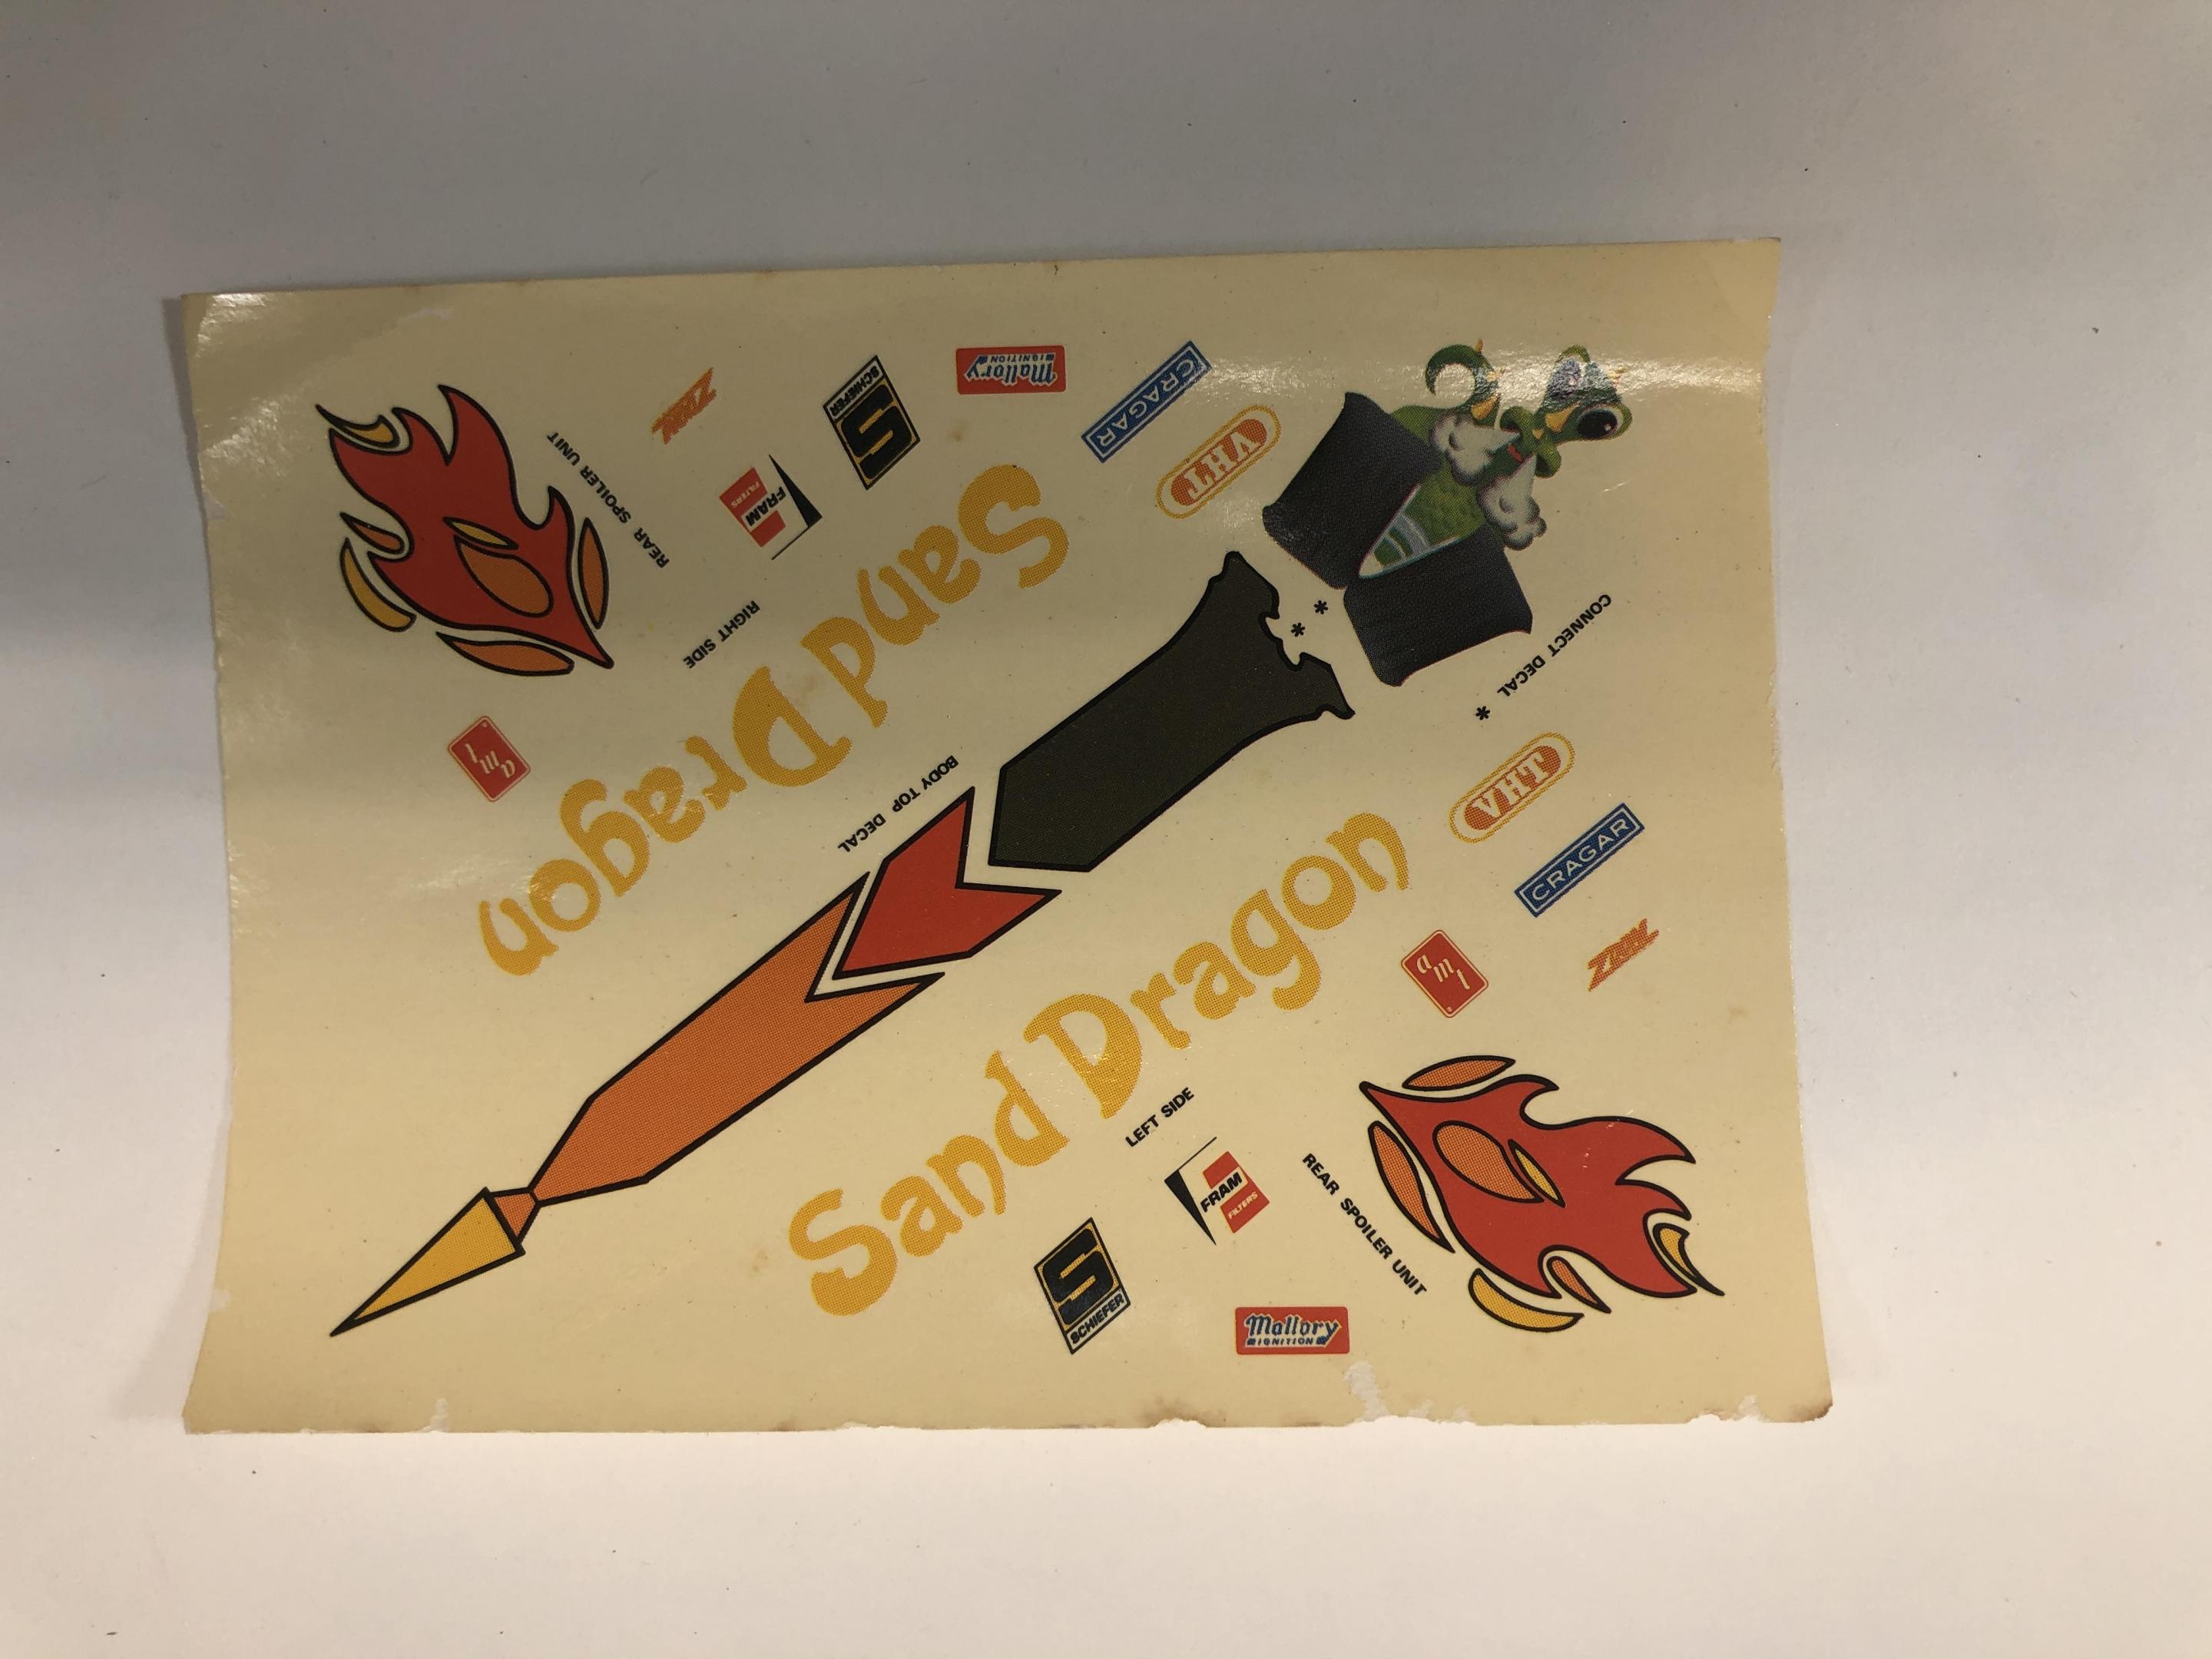 Mallory
IGNITION
CRAGAR
SCHIEFER
S
VHT
REAR SPOILER UNIT
FRAM
FILTERS
Sand Dragon
RIGHT SIDE
CONNECT DECAL *
*
*
amt
BODY TOP DECAL
VHT
CRAGAR
Sand Dragon
amt
LEFT SIDE
FRAM
FILTERS
REAR SPOILER UNIT
S
SCHIEFER
Mallory
IGNITION